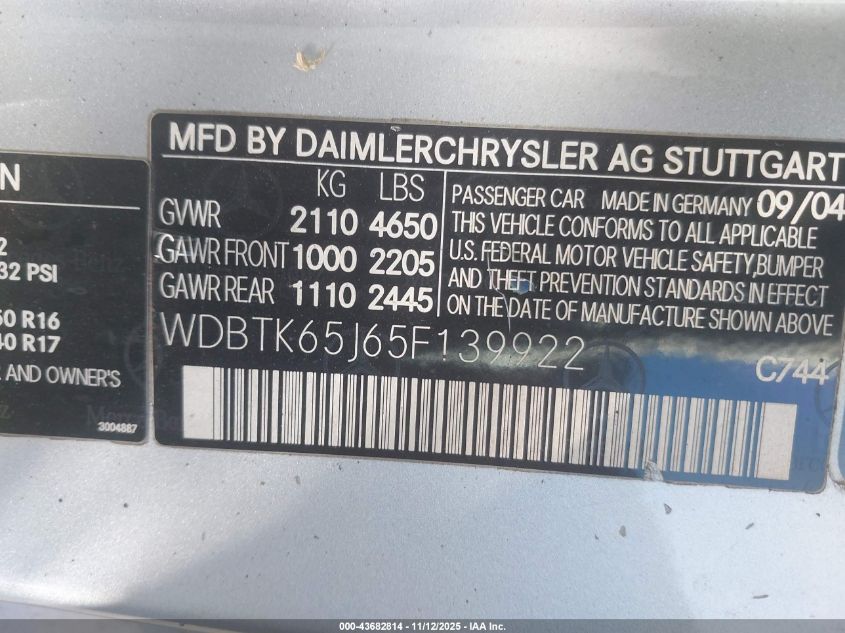 MFD BY DAIMLERCHRYSLER AG STUTTGART
KG LBS
GVWR 2110 4650
GAWR FRONT 1000 2205
GAWR REAR 1110 2445
PASSENGER CAR MADE IN GERMANY 09/04
THIS VEHICLE CONFORMS TO ALL APPLICABLE
U.S. FEDERAL MOTOR VEHICLE SAFETY, BUMPER
AND THEFT PREVENTION STANDARDS IN EFFECT
ON THE DATE OF MANUFACTURE SHOWN ABOVE
WDBTK65J65F139922
C744
N
2
32 PSI
50 R16
40 R17
AND OWNER'S
3004887
000-43682814 - 11/12/2025 - IAA Inc.